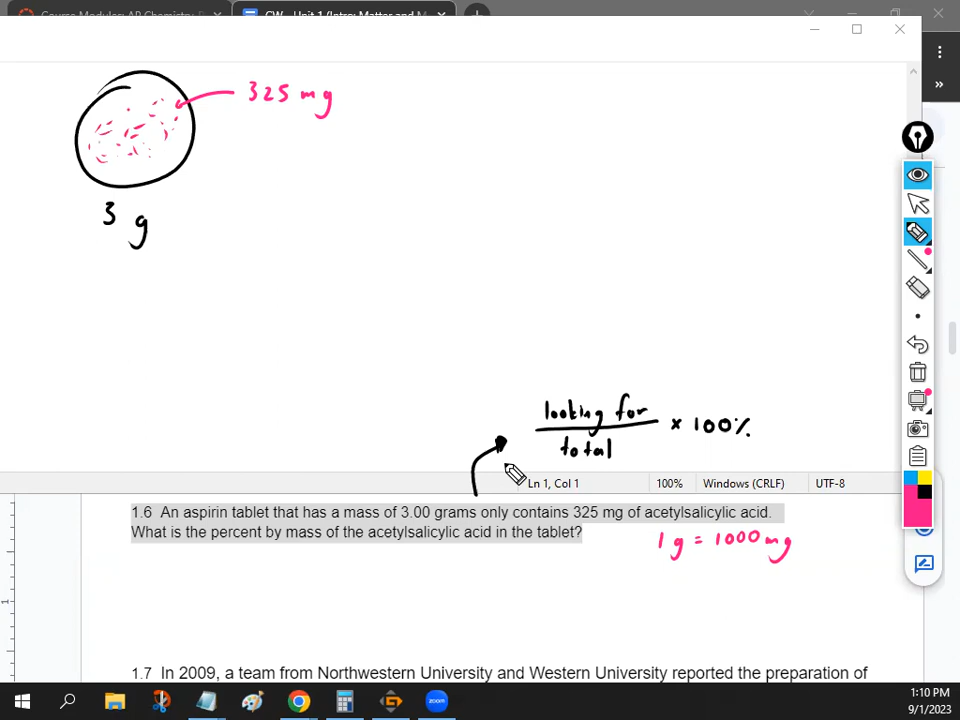 Course Modules: AP Chemistry:
CW - Unit 1 (Intro: Matter and M
325 mg
3 g
looking for
total
× 100%
Ln 1, Col 1
100%
Windows (CRLF)
UTF-8
1.6 An aspirin tablet that has a mass of 3.00 grams only contains 325 mg of acetylsalicylic acid.
What is the percent by mass of the acetylsalicylic acid in the tablet?
1 g = 1000 mg
1
1.7 In 2009, a team from Northwestern University and Western University reported the preparation of
zoom
1:10 PM
9/1/2023